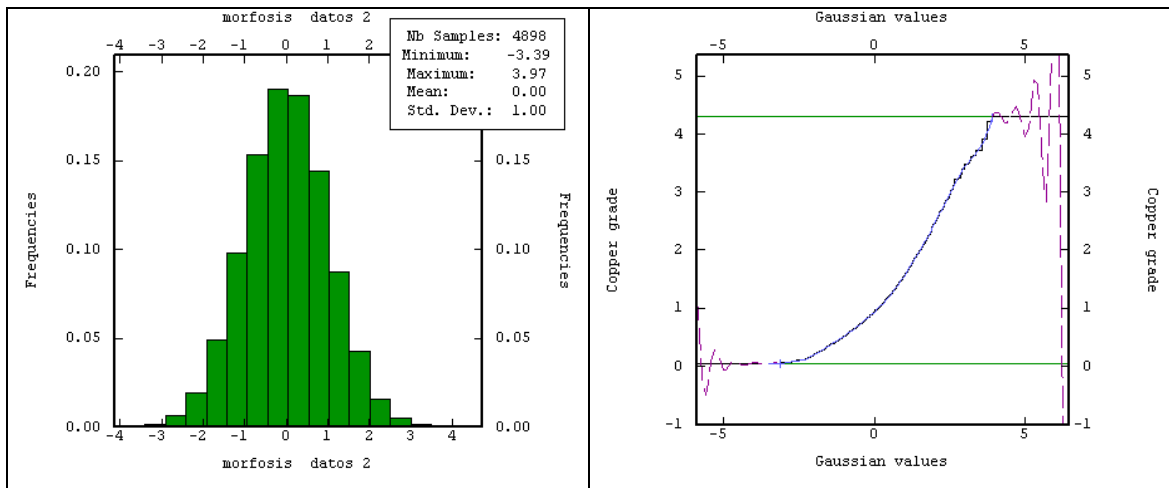 morfosis datos 2
-4 -3 -2 -1 0 1 2
Nb Samples: 4898
Minimum: -3.39
Maximum: 3.97
Mean: 0.00
Std. Dev.: 1.00
0.20
0.15 0.15
0.10 0.10
0.05 0.05
0.00 0.00
Frequencies
Frequencies
-4 -3 -2 -1 0 1 2 3 4
morfosis datos 2
Gaussian values
-5 0 5
5 5
4 4
3 3
2 2
1 1
0 0
-1 -1
Copper grade
Copper grade
-5 0 5
Gaussian values